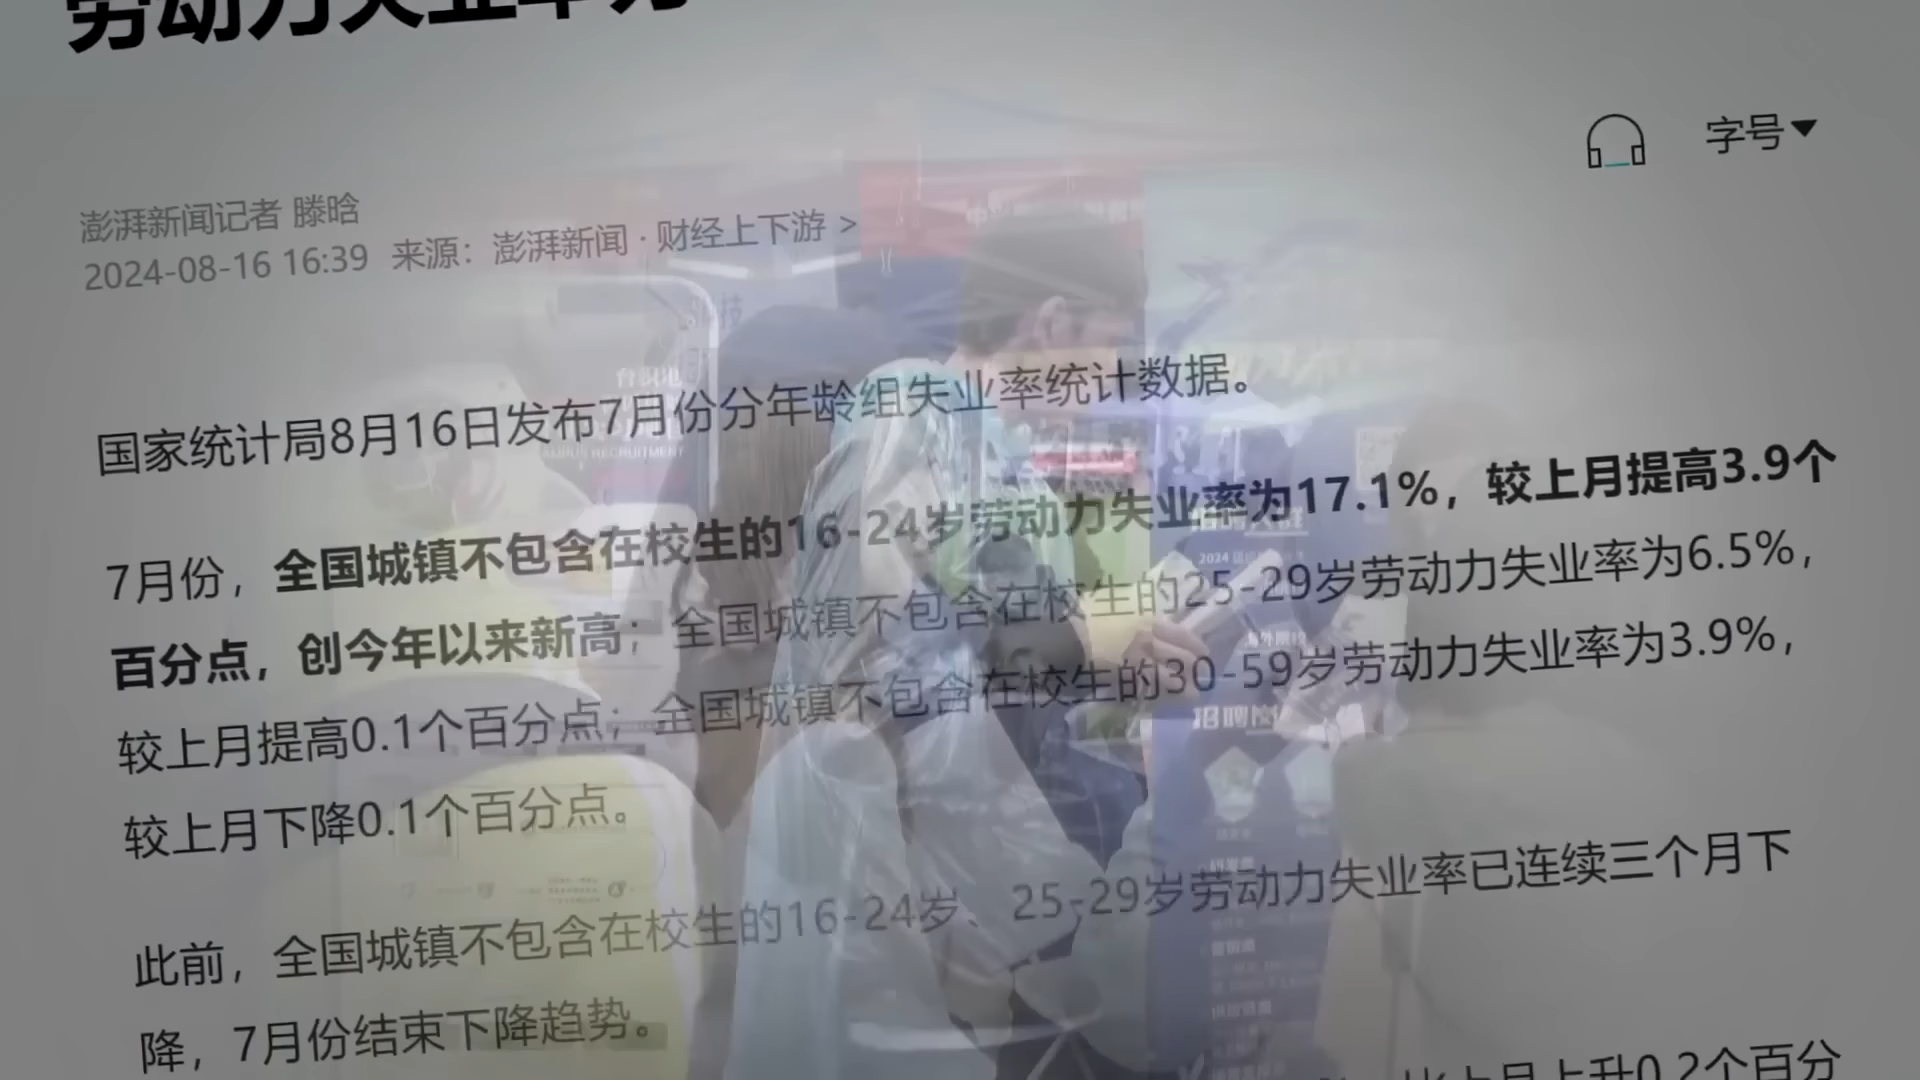 劳动力失业率为
字号
澎湃新闻记者 滕晗
2024-08-16 16:39 来源：澎湃新闻·财经上下游 >
国家统计局8月16日发布7月份分年龄组失业率统计数据。
7月份，全国城镇不包含在校生的16-24岁劳动力失业率为17.1%，较上月提高3.9个
百分点，创今年以来新高；全国城镇不包含在校生的25-29岁劳动力失业率为6.5%，
较上月提高0.1个百分点；全国城镇不包含在校生的30-59岁劳动力失业率为3.9%，
较上月下降0.1个百分点。
此前，全国城镇不包含在校生的16-24岁、25-29岁劳动力失业率已连续三个月下
降，7月份结束下降趋势。
比上月上升0.2个百分
CAMPUS RECRUITMENT
2024
招聘岗